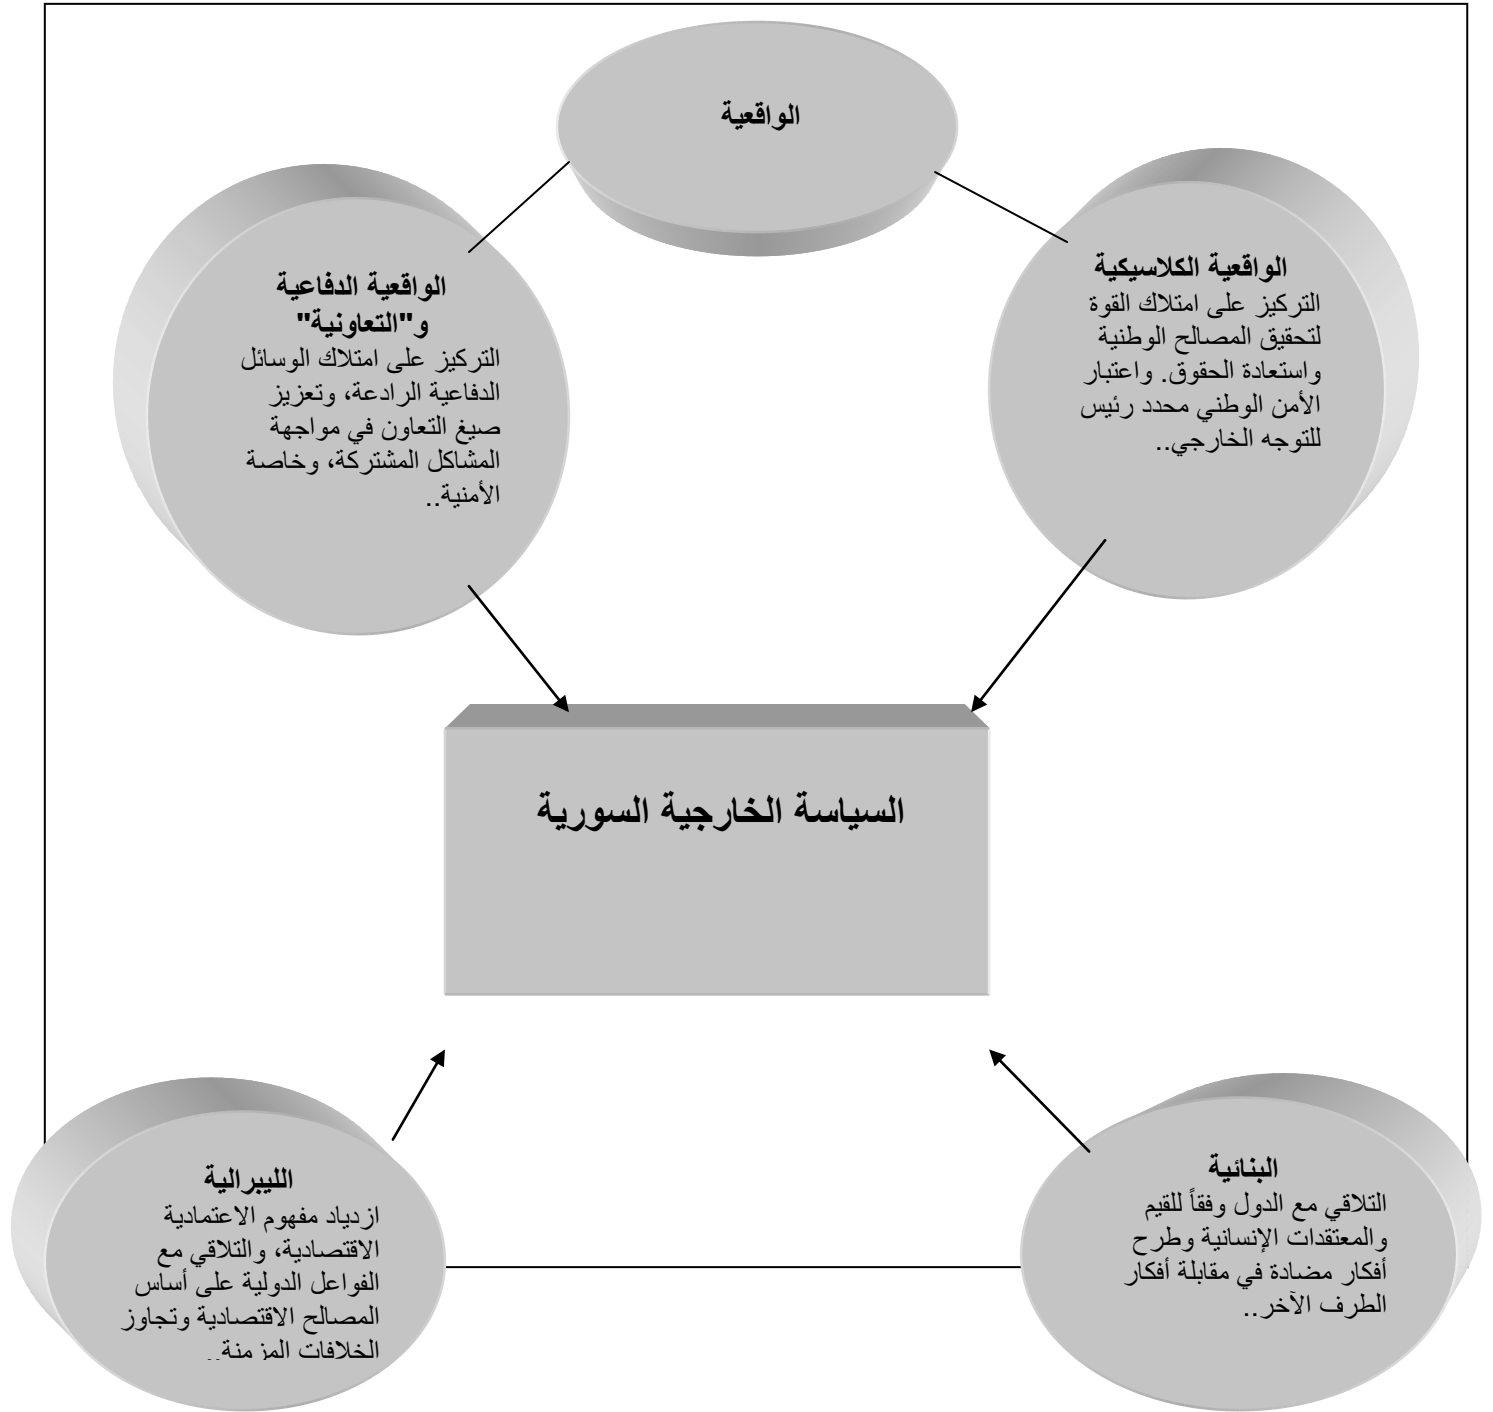 الواقعية
الواقعية الكلاسيكية
التركيز على امتلاك القوة
لتحقيق المصالح الوطنية
واستعادة الحقوق. واعتبار
الأمن الوطني محدد رئيس
للتوجه الخارجي..
الواقعية الدفاعية
و"التعاونية"
التركيز على امتلاك الوسائل
الدفاعية الرادعة، وتعزيز
صيغ التعاون في مواجهة
المشاكل المشتركة، وخاصة
الأمنية..
السياسة الخارجية السورية
البنائية
التلاقي مع الدول وفقاً للقيم
والمعتقدات الإنسانية وطرح
أفكار مضادة في مقابلة أفكار
الطرف الآخر..
الليبرالية
ازدياد مفهوم الاعتمادية
الاقتصادية، والتلاقي مع
الفواعل الدولية على أساس
المصالح الاقتصادية وتجاوز
الخلافات المزمنة..